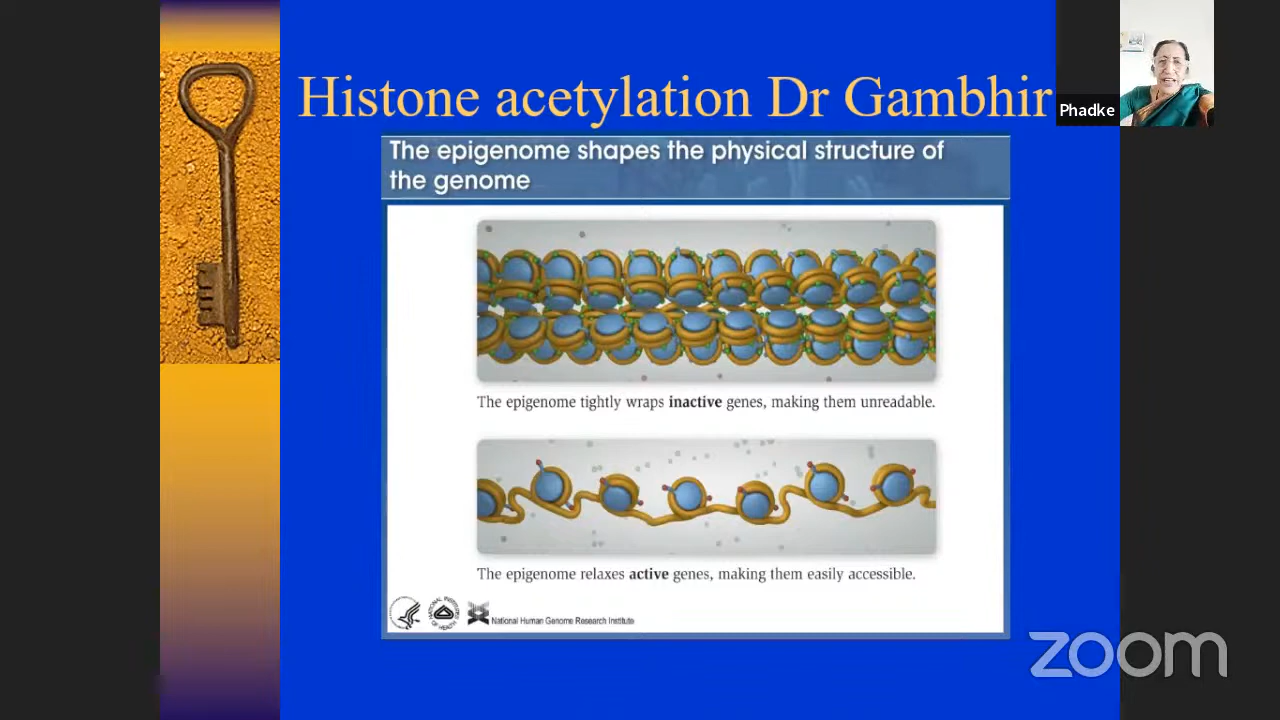 Histone acetylation Dr Gambhir
Phadke
The epigenome shapes the physical structure of
the genome
The epigenome tightly wraps inactive genes, making them unreadable.
The epigenome relaxes active genes, making them easily accessible.
National Human Genome Research Institute
zoom